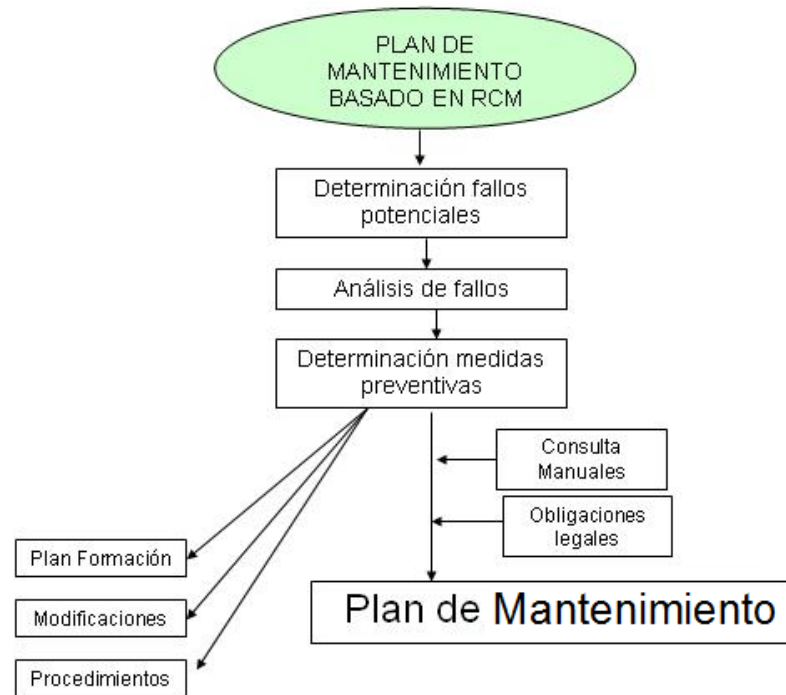 PLAN DE
MANTENIMIENTO
BASADO EN RCM
Determinación fallos
potenciales
Análisis de fallos
Determinación medidas
preventivas
Consulta
Manuales
Obligaciones
legales
Plan Formación
Plan de Mantenimiento
Modificaciones
Procedimientos